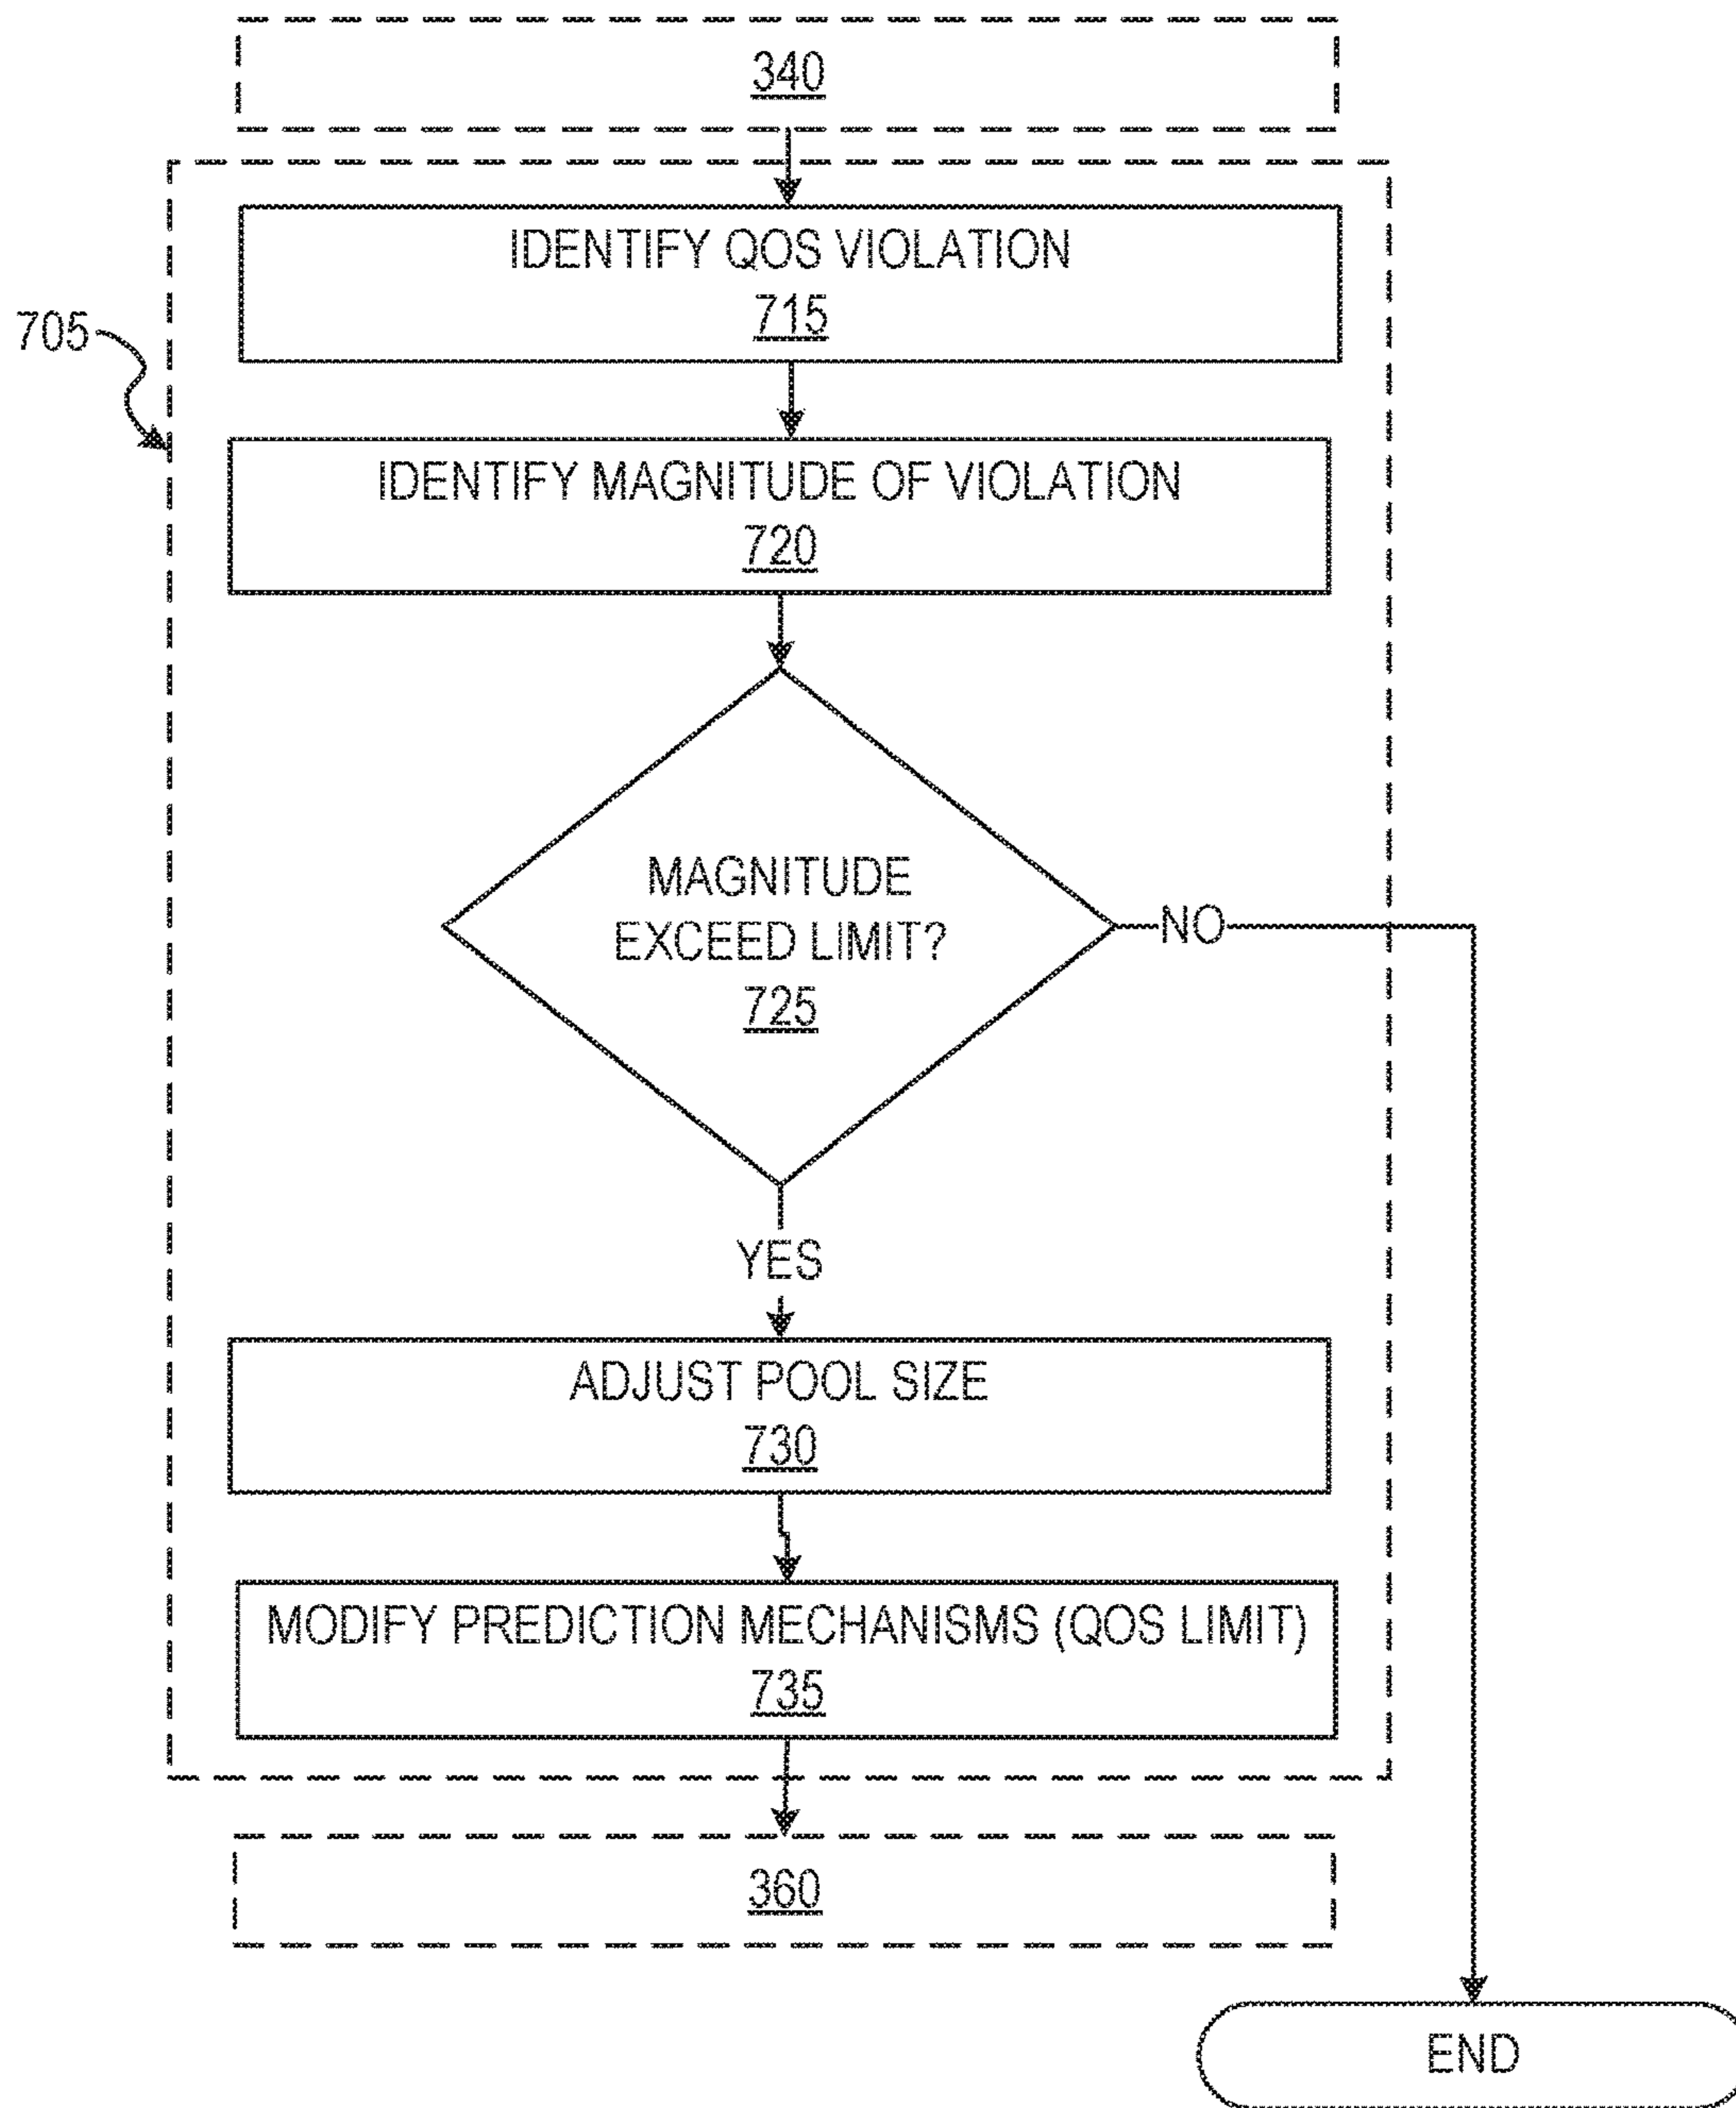 340
IDENTIFY QOS VIOLATION
715
705
IDENTIFY MAGNITUDE OF VIOLATION
720
MAGNITUDE
EXCEED LIMIT?
725
NO
YES
ADJUST POOL SIZE
730
MODIFY PREDICTION MECHANISMS (QOS LIMIT)
735
360
END